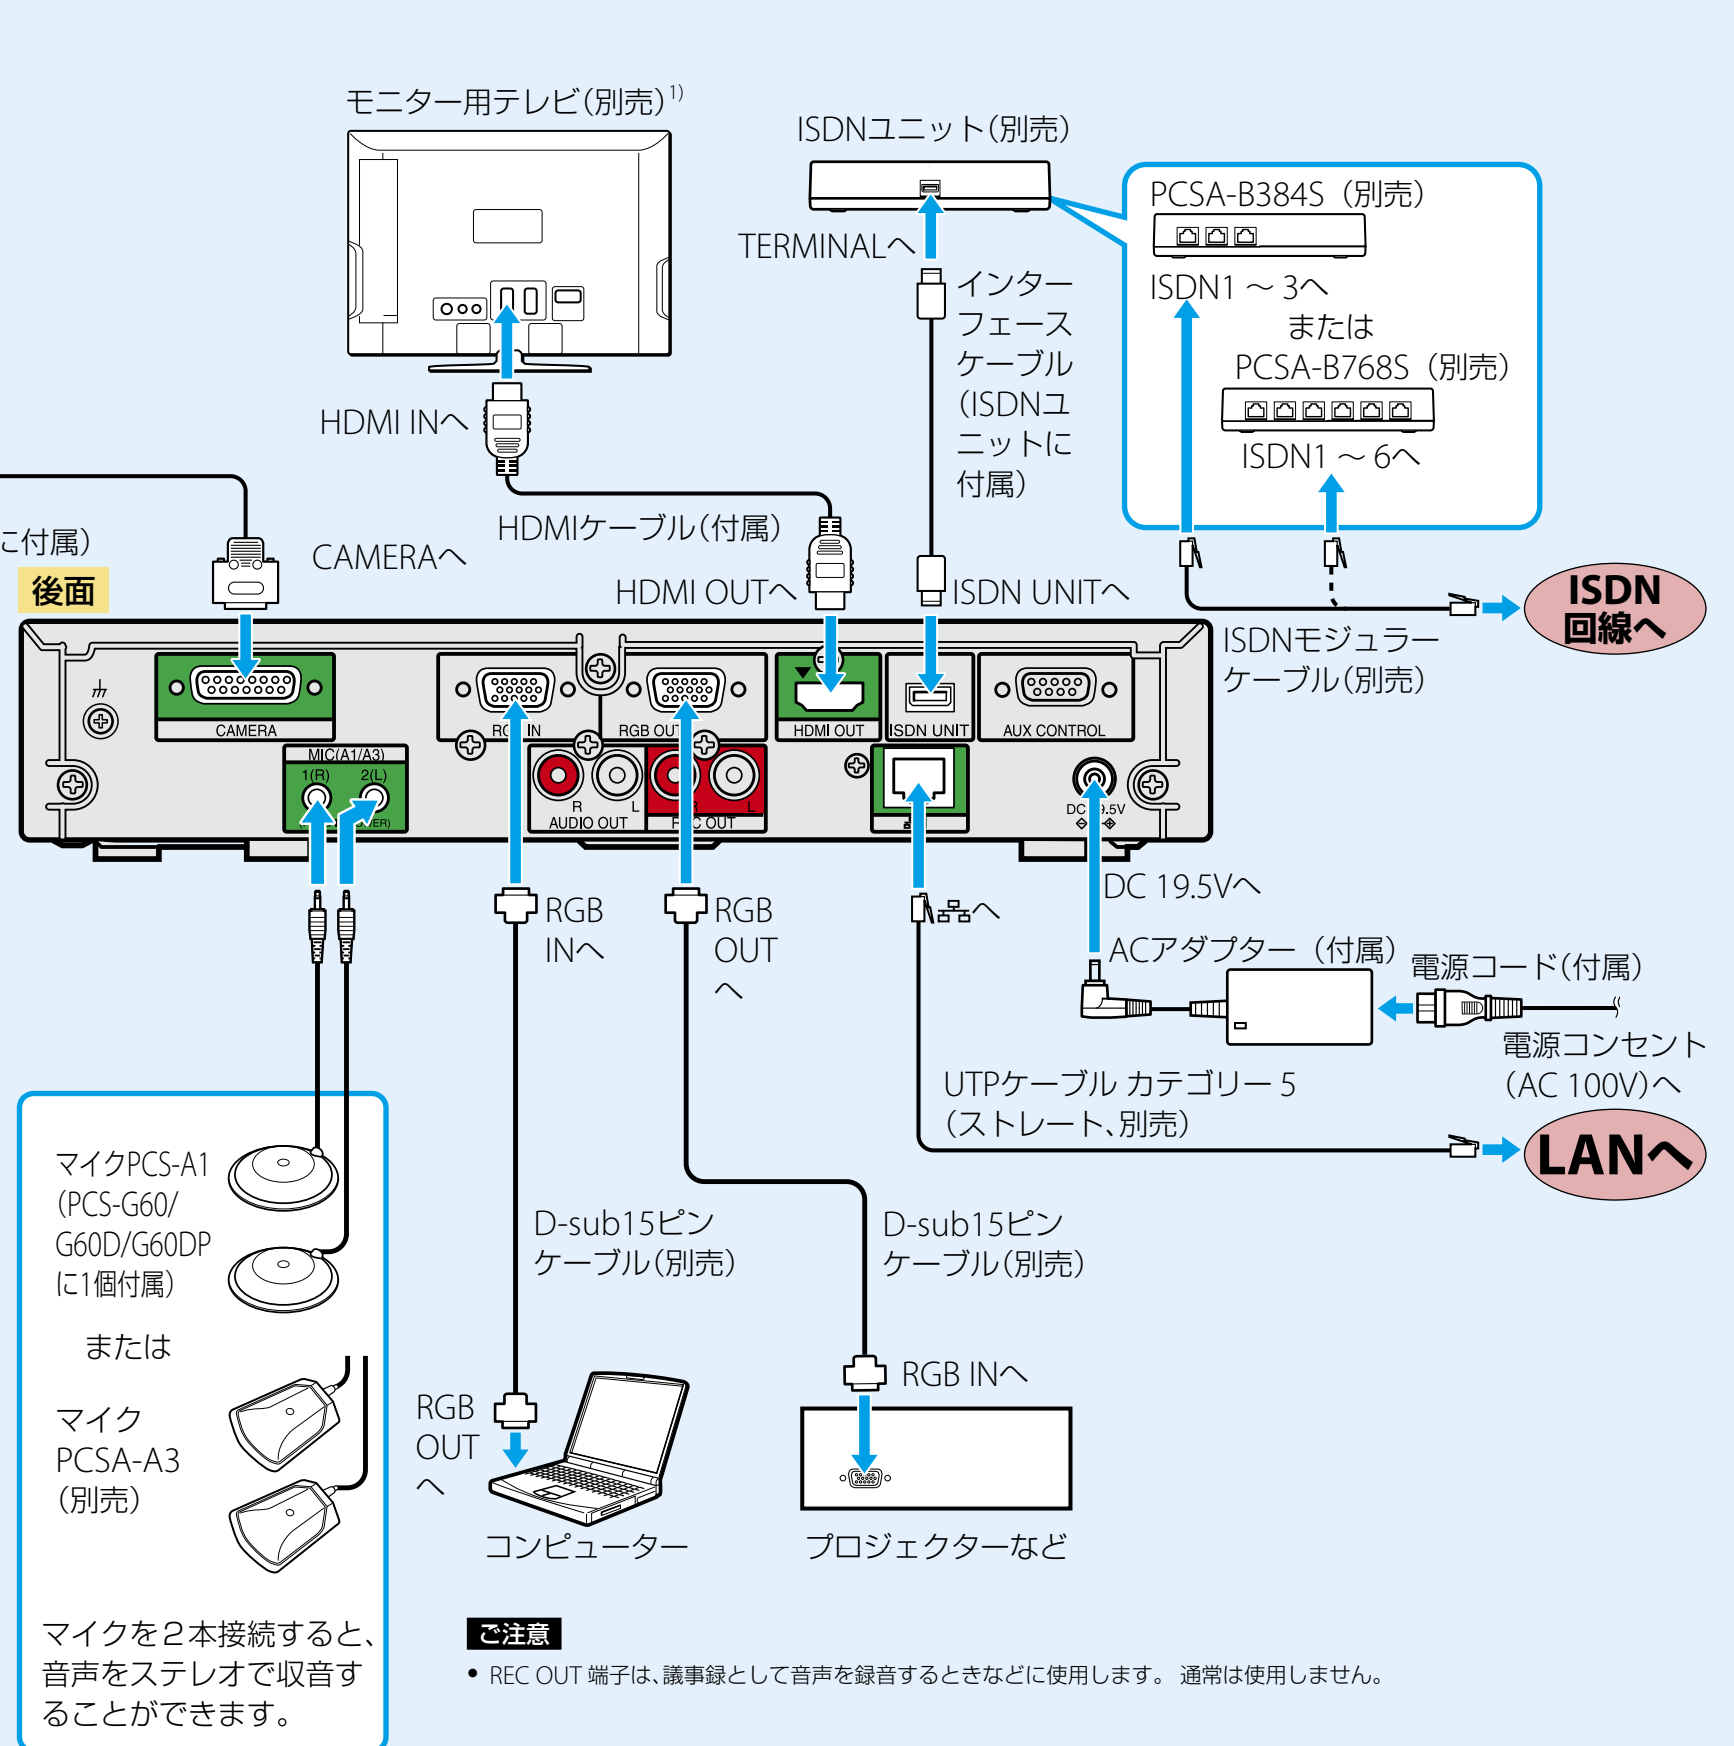 モニター用テレビ(別売)1)
ISDNユニット(別売)
PCSA-B384S（別売）
TERMINALへ
ISDN1 ～ 3へ
または
PCSA-B768S（別売）
ISDN1 ～ 6へ
インター
フェース
ケーブル
(ISDNユ
ニットに
付属)
HDMI INへ
HDMIケーブル(付属)
に付属)
CAMERAへ
後面
HDMI OUTへ
ISDN UNITへ
ISDN
回線へ
ISDNモジュラー
ケーブル(別売)
CAMERA
RGB OUT
HDMI OUT
ISDN UNIT
AUX CONTROL
MIC(A1/A3)
1(R)
2(L)
R
L
AUDIO OUT
L
DC 19.5Vへ
RGB
INへ
RGB
OUT
へ
へ
ACアダプター（付属）
電源コード(付属)
電源コンセント
(AC 100V)へ
UTPケーブル カテゴリー 5
(ストレート、別売)
LANへ
マイクPCS-A1
(PCS-G60/
G60D/G60DP
に1個付属)
または
マイク
PCSA-A3
(別売)
マイクを２本接続すると、
音声をステレオで収音す
ることができます。
D-sub15ピン
ケーブル(別売)
D-sub15ピン
ケーブル(別売)
RGB
OUT
へ
RGB INへ
コンピューター
プロジェクターなど
ご注意
• REC OUT 端子は、議事録として音声を録音するときなどに使用します。 通常は使用しません。